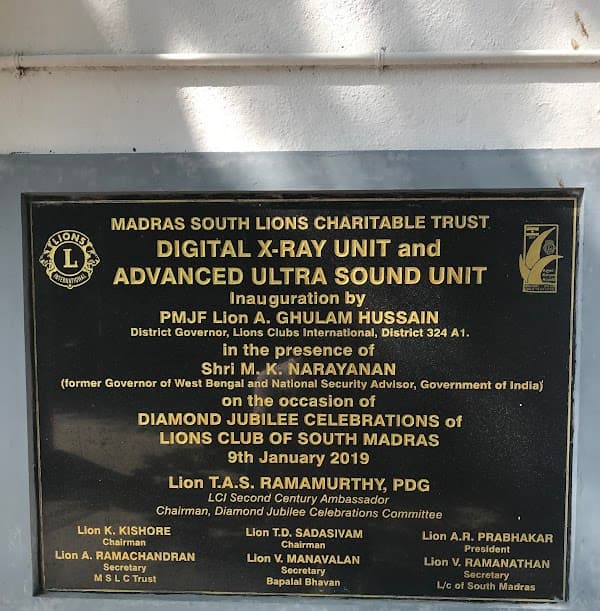 MADRAS SOUTH LIONS CHARITABLE TRUST
DIGITAL X-RAY UNIT and
ADVANCED ULTRA SOUND UNIT
LIONS
L
INTERNATIONAL
Inauguration by
PMJF Lion A. GHULAM HUSSAIN
District Governor, Lions Clubs International, District 324 A1.
in the presence of
Shri M. K. NARAYANAN
(former Governor of West Bengal and National Security Advisor, Government of India)
on the occasion of
DIAMOND JUBILEE CELEBRATIONS of
LIONS CLUB OF SOUTH MADRAS
9th January 2019
Lion T.A.S. RAMAMURTHY, PDG
LCI Second Century Ambassador
Chairman, Diamond Jubilee Celebrations Committee
Lion K. KISHORE
Chairman
Lion A. RAMACHANDRAN
Secretary
M S L C Trust
Lion T.D. SADASIVAM
Chairman
Lion V. MANAVALAN
Secretary
Bapalal Bhavan
Lion A.R. PRABHAKAR
President
Lion V. RAMANATHAN
Secretary
L/c of South Madras